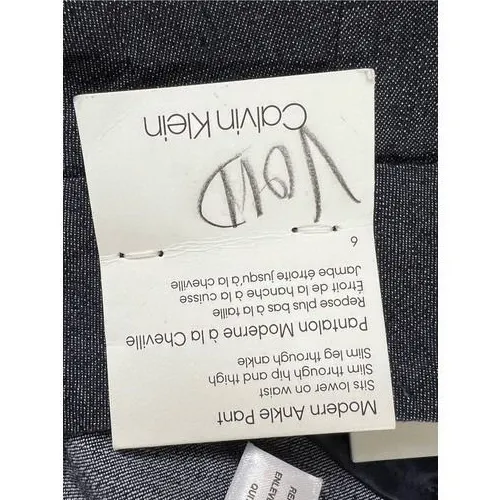 Calvin Klein
VOID
6
Modern Ankle Pant
Sits lower on waist
Slim through hip and thigh
Slim leg through ankle
Pantalon Moderne à la Cheville
Repose plus bas à la taille
Étroit de la hanche à la cuisse
Jambe étroite jusqu'à la cheville